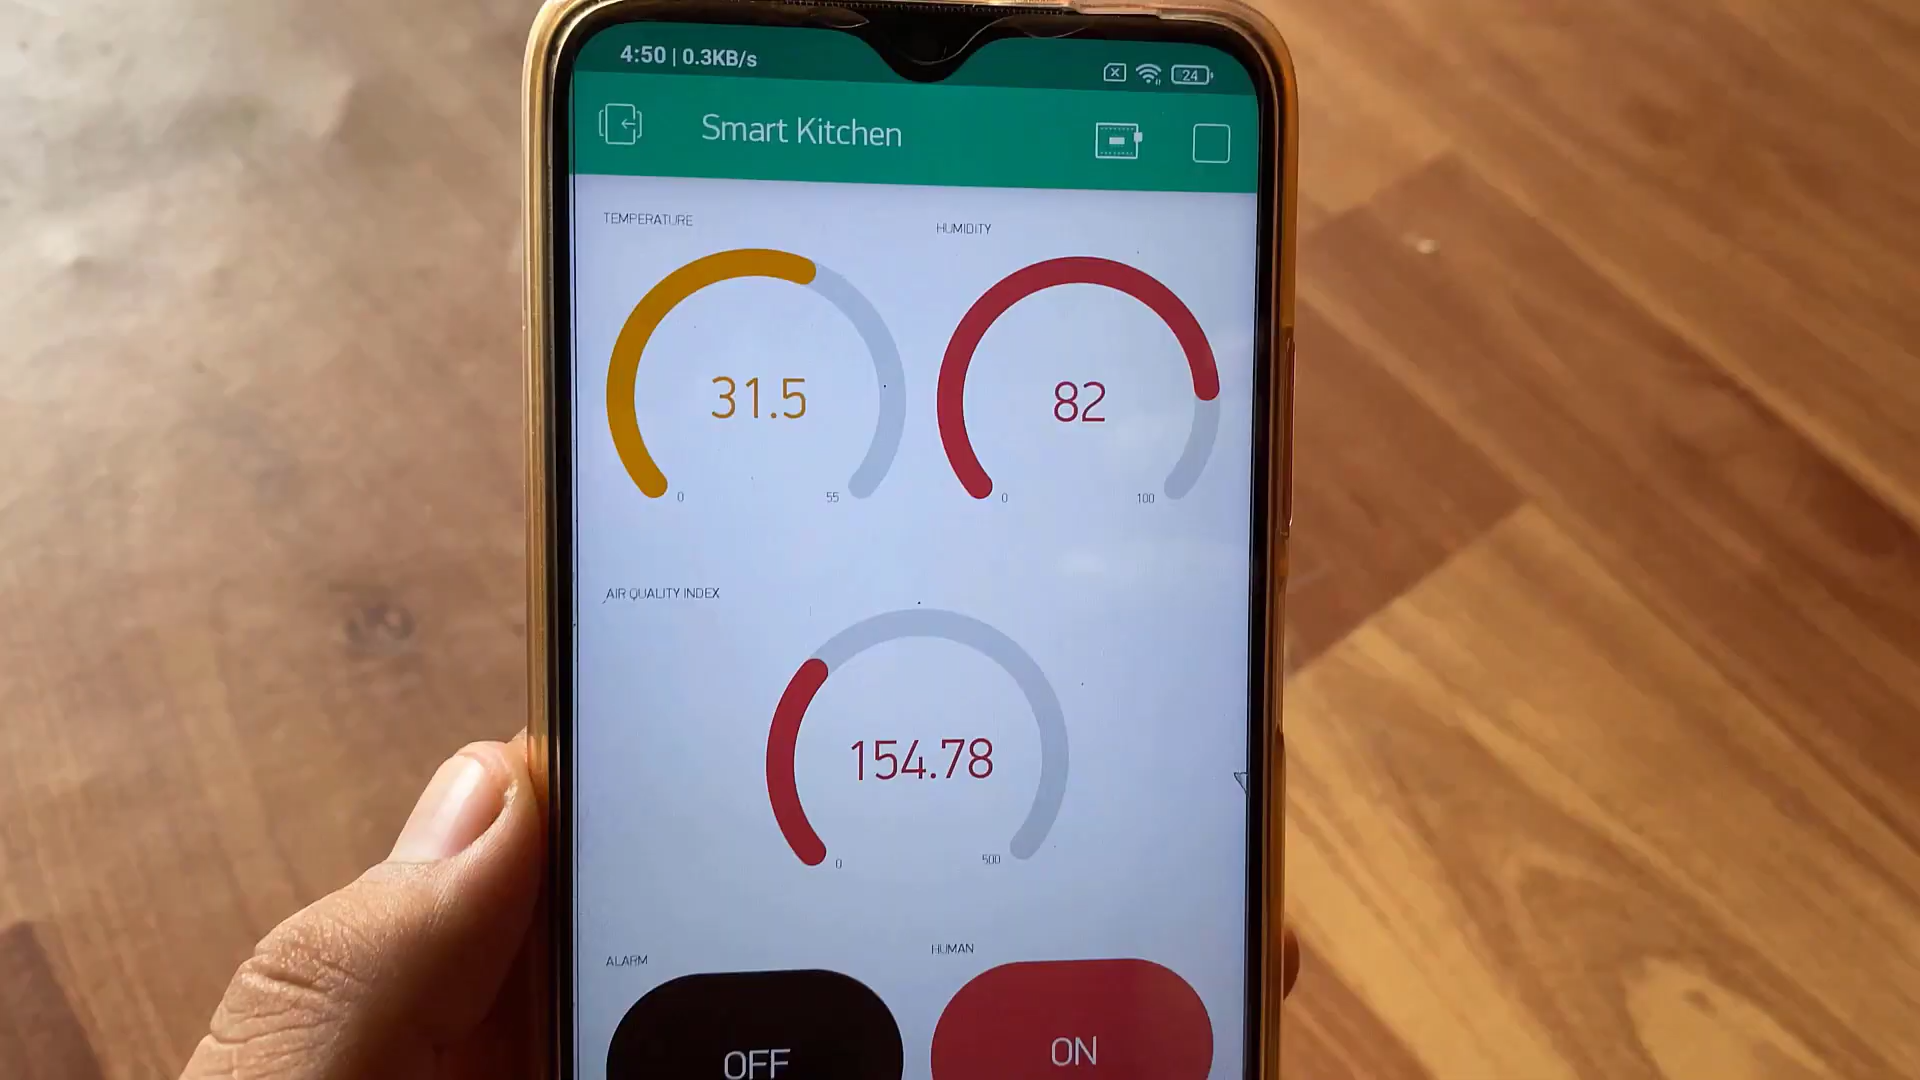 4:50 | 0.3KB/s
24
Smart Kitchen
TEMPERATURE
HUMIDITY
31.5
82
0
55
0
100
AIR QUALITY INDEX
154.78
0
500
ALARM
HUMAN
OFF
ON